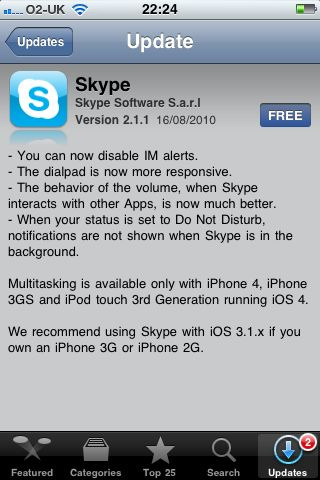 O2-UK 22:24
Updates Update
Skype
Skype Software S.a.r.l
Version 2.1.1 16/08/2010
FREE
- You can now disable IM alerts.
- The dialpad is now more responsive.
- The behavior of the volume, when Skype
interacts with other Apps, is now much better.
- When your status is set to Do Not Disturb,
notifications are not shown when Skype is in the
background.
Multitasking is available only with iPhone 4, iPhone
3GS and iPod touch 3rd Generation running iOS 4.
We recommend using Skype with iOS 3.1.x if you
own an iPhone 3G or iPhone 2G.
2
Featured Categories Top 25 Search Updates